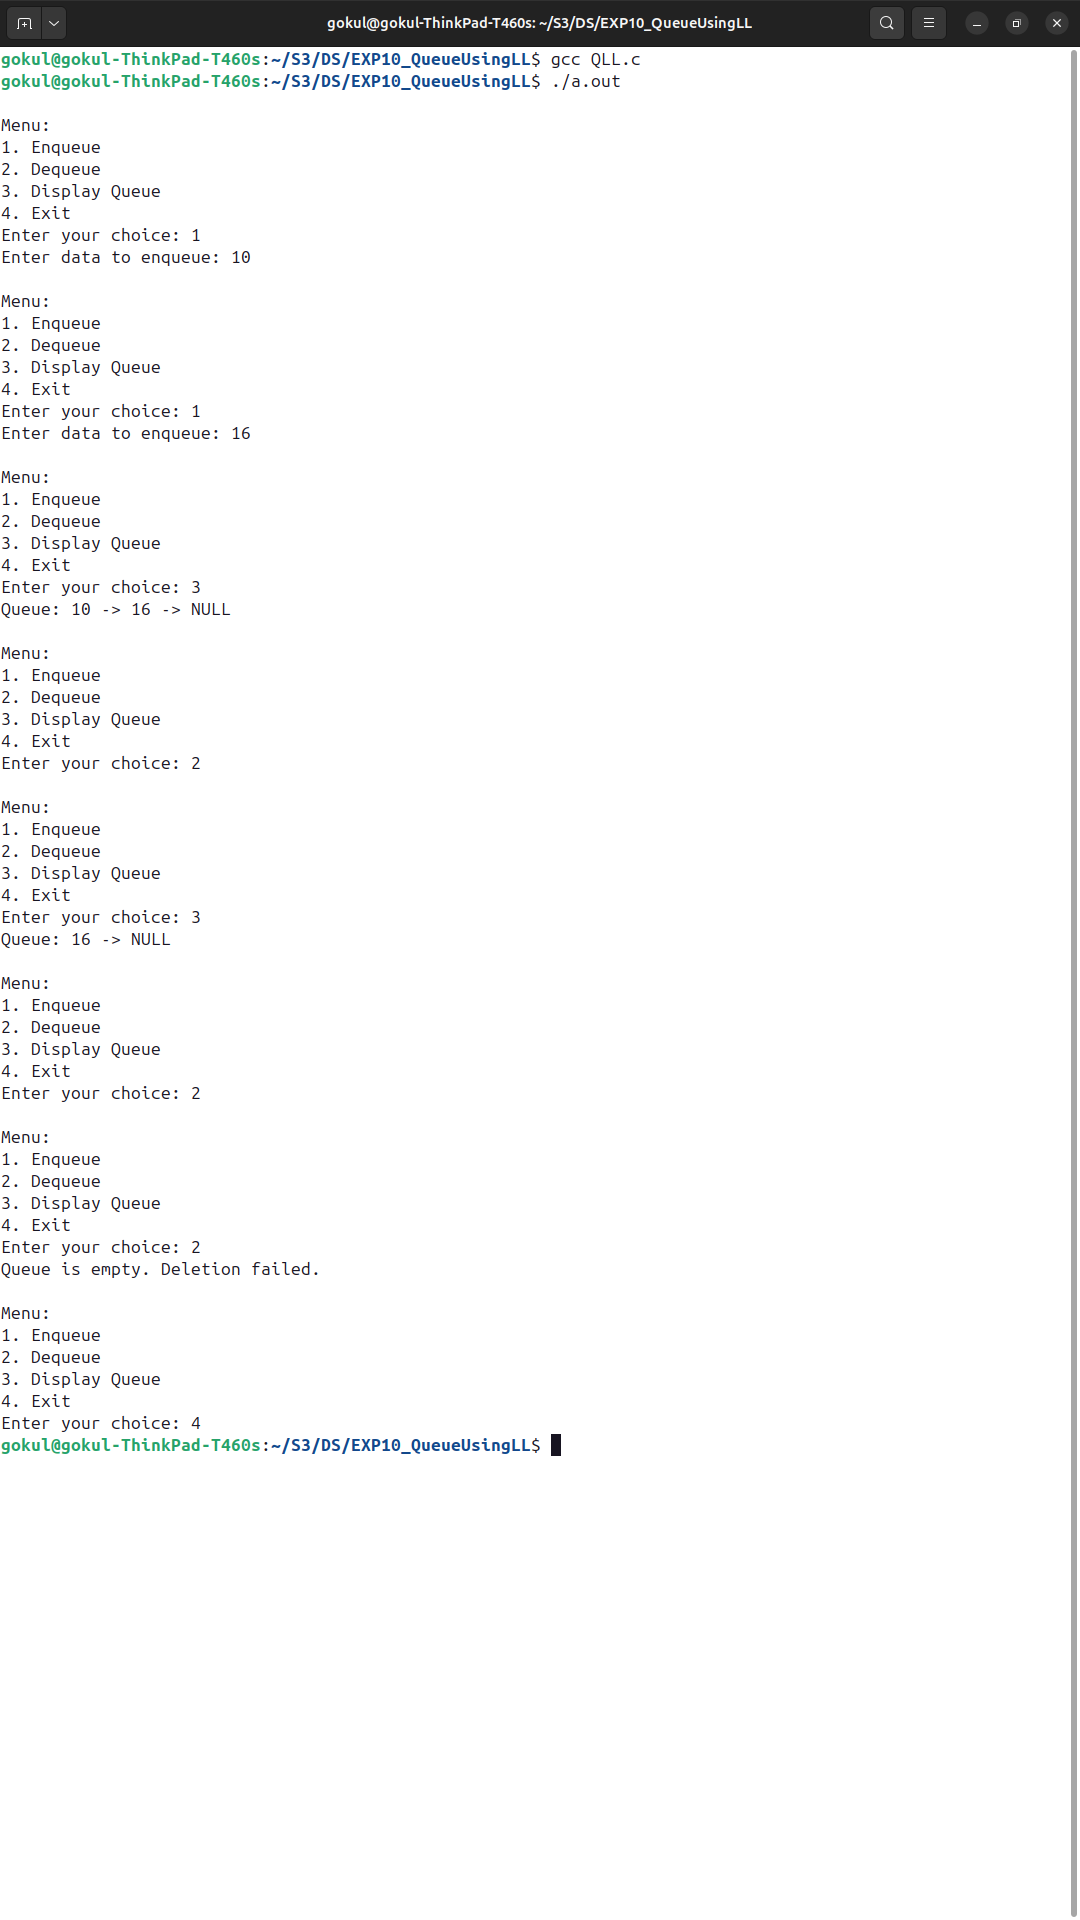 gokul@gokul-ThinkPad-T460s: ~/S3/DS/EXP10_QueueUsingLL
gokul@gokul-ThinkPad-T460s:~/S3/DS/EXP10_QueueUsingLL$ gcc QLL.c
gokul@gokul-ThinkPad-T460s:~/S3/DS/EXP10_QueueUsingLL$ ./a.out
Menu:
1. Enqueue
2. Dequeue
3. Display Queue
4. Exit
Enter your choice: 1
Enter data to enqueue: 10
Menu:
1. Enqueue
2. Dequeue
3. Display Queue
4. Exit
Enter your choice: 1
Enter data to enqueue: 16
Menu:
1. Enqueue
2. Dequeue
3. Display Queue
4. Exit
Enter your choice: 3
Queue: 10 -> 16 -> NULL
Menu:
1. Enqueue
2. Dequeue
3. Display Queue
4. Exit
Enter your choice: 2
Menu:
1. Enqueue
2. Dequeue
3. Display Queue
4. Exit
Enter your choice: 3
Queue: 16 -> NULL
Menu:
1. Enqueue
2. Dequeue
3. Display Queue
4. Exit
Enter your choice: 2
Menu:
1. Enqueue
2. Dequeue
3. Display Queue
4. Exit
Enter your choice: 2
Queue is empty. Deletion failed.
Menu:
1. Enqueue
2. Dequeue
3. Display Queue
4. Exit
Enter your choice: 4
gokul@gokul-ThinkPad-T460s:~/S3/DS/EXP10_QueueUsingLL$